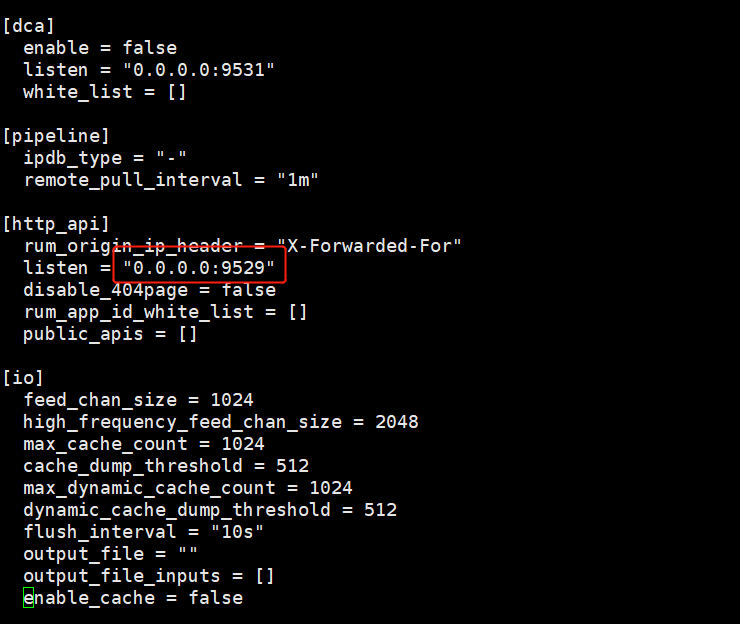 [dca]
  enable = false
  listen = "0.0.0.0:9531"
  white_list = []

[pipeline]
  ipdb_type = "-"
  remote_pull_interval = "1m"

[http_api]
  rum_origin_ip_header = "X-Forwarded-For"
  listen = "0.0.0.0:9529"
  disable_404page = false
  rum_app_id_white_list = []
  public_apis = []

[io]
  feed_chan_size = 1024
  high_frequency_feed_chan_size = 2048
  max_cache_count = 1024
  cache_dump_threshold = 512
  max_dynamic_cache_count = 1024
  dynamic_cache_dump_threshold = 512
  flush_interval = "10s"
  output_file = ""
  output_file_inputs = []
  enable_cache = false